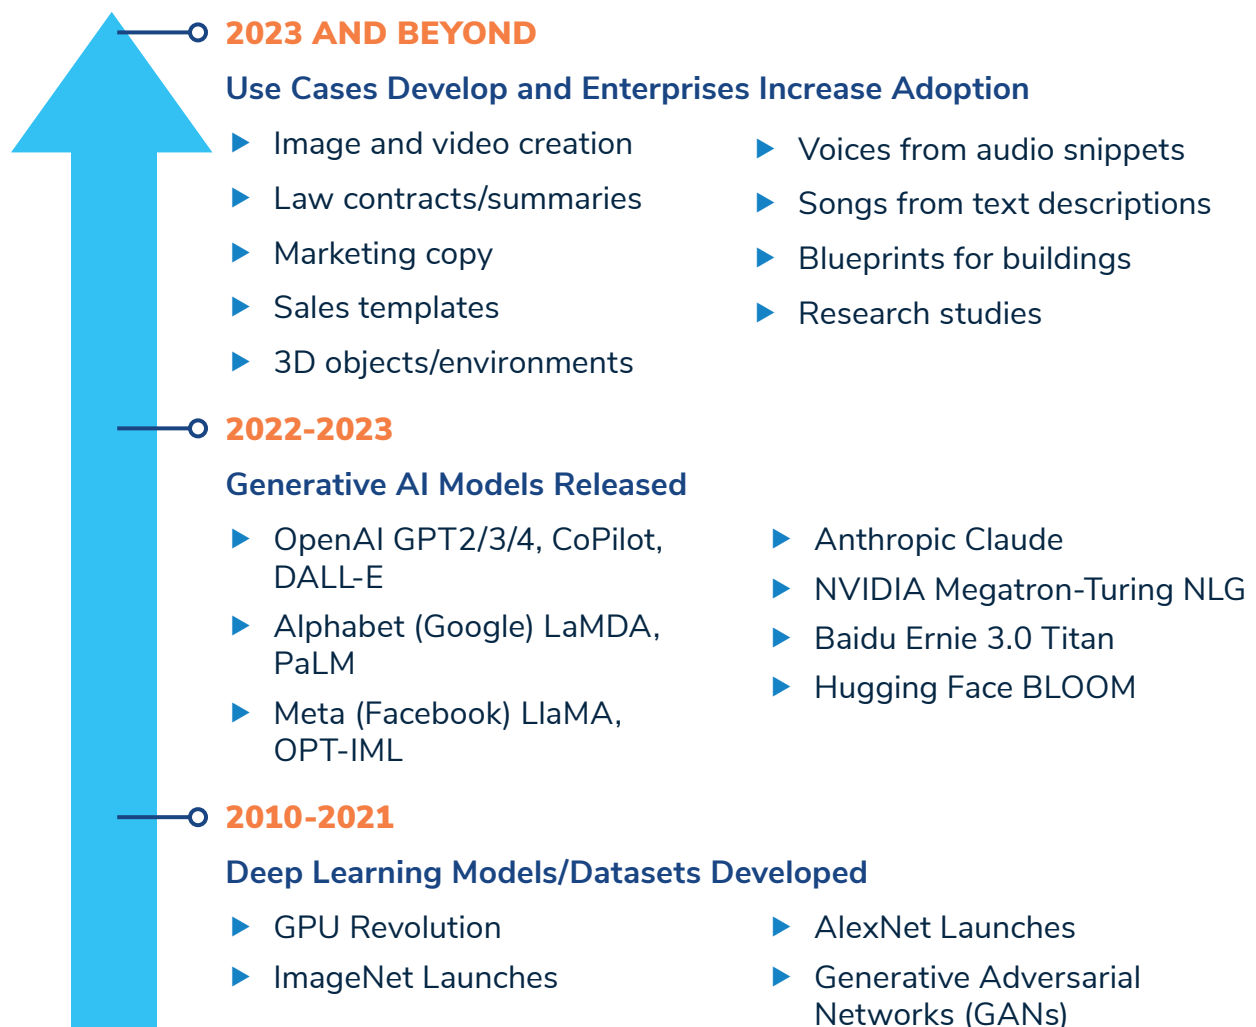 2023 AND BEYOND
Use Cases Develop and Enterprises Increase Adoption
Image and video creation
Law contracts/summaries
Marketing copy
Sales templates
3D objects/environments
Voices from audio snippets
Songs from text descriptions
Blueprints for buildings
Research studies
2022-2023
Generative AI Models Released
OpenAI GPT2/3/4, CoPilot,
DALL-E
Alphabet (Google) LaMDA,
PaLM
Meta (Facebook) LlaMA,
OPT-IML
Anthropic Claude
NVIDIA Megatron-Turing NLG
Baidu Ernie 3.0 Titan
Hugging Face BLOOM
2010-2021
Deep Learning Models/Datasets Developed
GPU Revolution
ImageNet Launches
AlexNet Launches
Generative Adversarial
Networks (GANs)